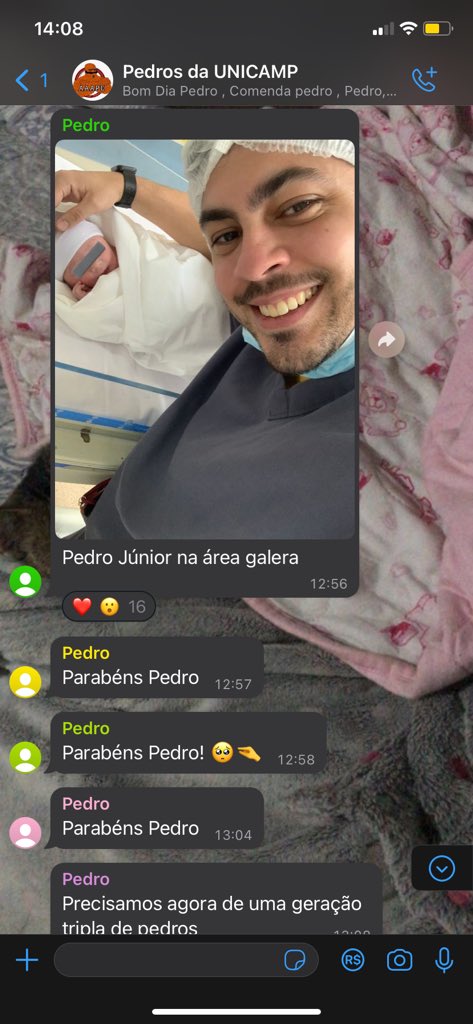 14:08
1
Pedros da UNICAMP
Bom Dia Pedro , Comenda pedro , Pedro,...
Pedro
Pedro Júnior na área galera
12:56
❤️ 😮 16
Pedro
Parabéns Pedro 12:57
Pedro
Parabéns Pedro! 🥺🫴 12:58
Pedro
Parabéns Pedro 13:04
Pedro
Precisamos agora de uma geração
tripla de pedros
R$